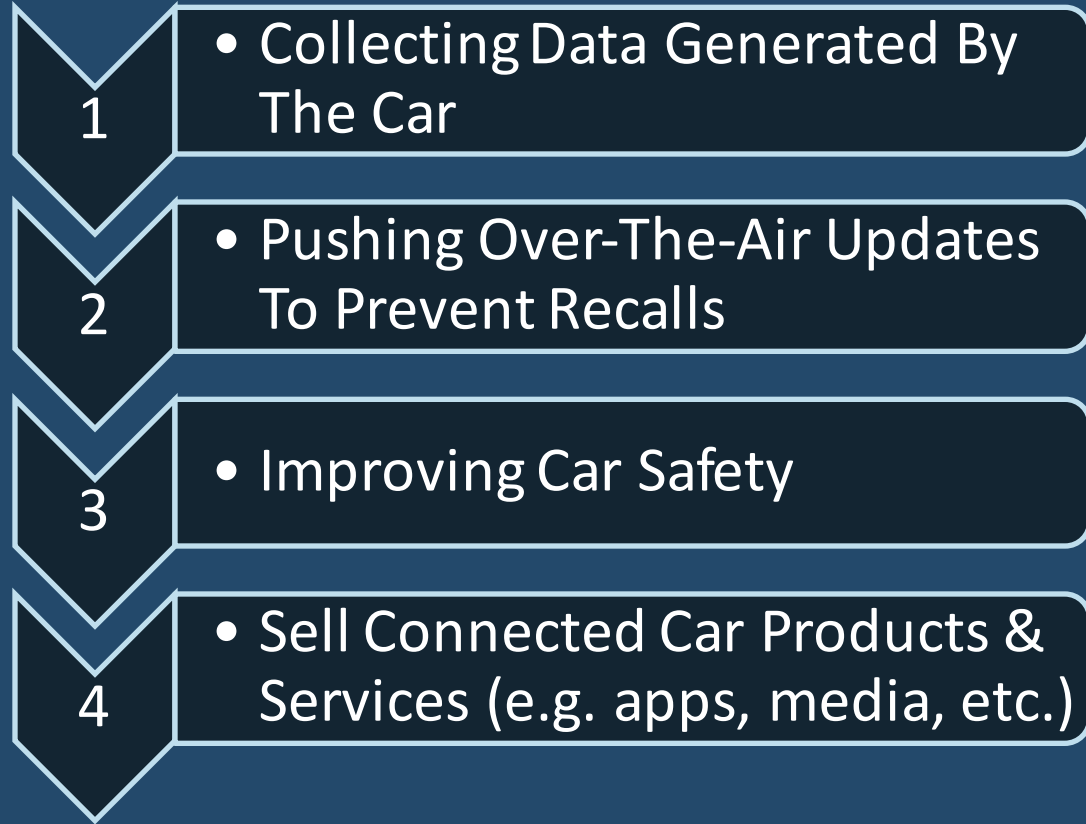 1
• Collecting Data Generated By
The Car
2
• Pushing Over-The-Air Updates
To Prevent Recalls
3
• Improving Car Safety
4
• Sell Connected Car Products &
Services (e.g. apps, media, etc.)